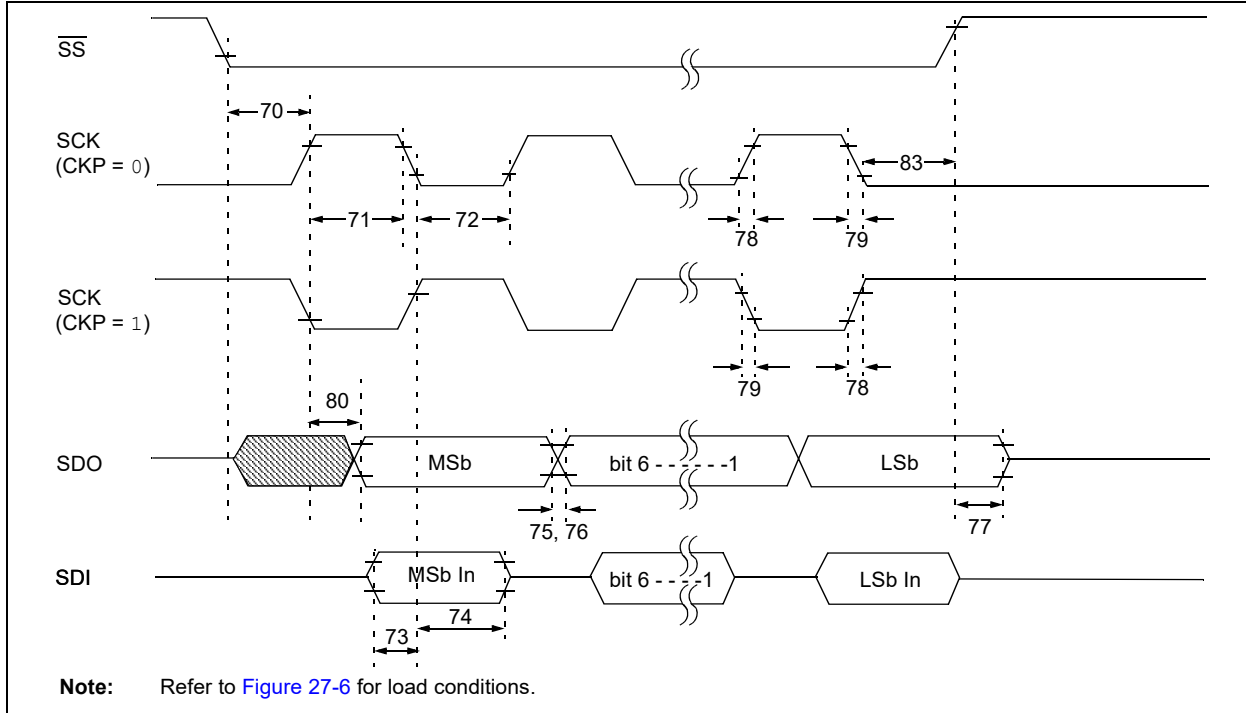 SS
70
SCK
(CKP = 0)
83
71
72
78
79
SCK
(CKP = 1)
79
78
80
SDO
MSb
bit 6 - - - - - - -1
LSb
75, 76
77
SDI
MSb In
bit 6 - - - -1
LSb In
74
73
Note: Refer to Figure 27-6 for load conditions.